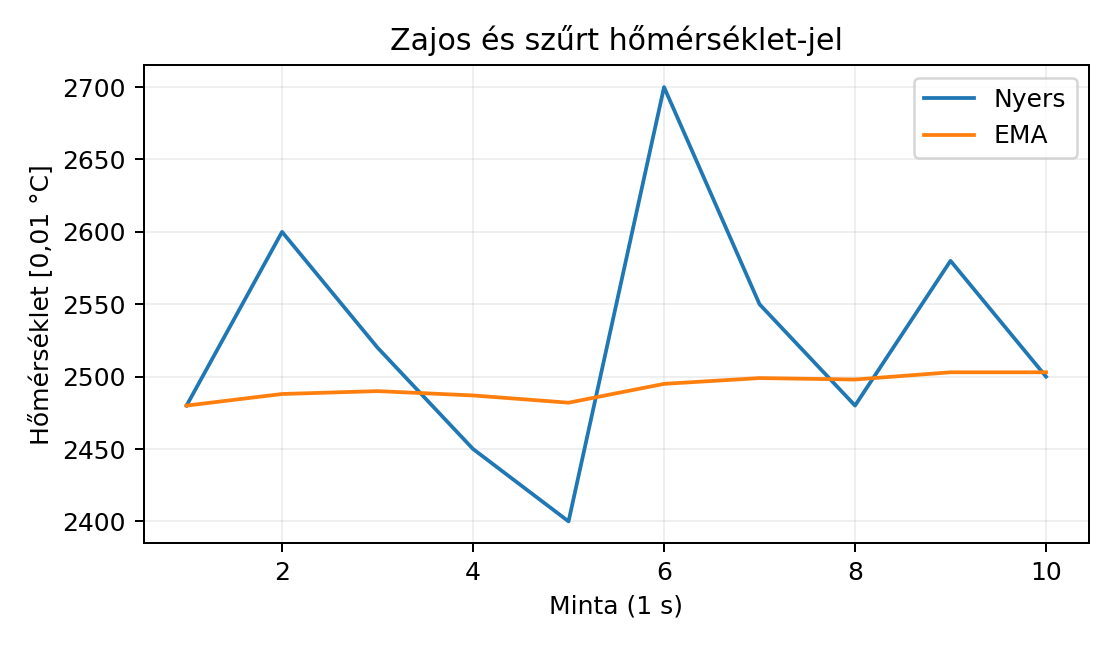 Zajos és szűrt hőmérséklet-jel
Hőmérséklet [0,01 °C]
2700
2650
2600
2550
2500
2450
2400
Nyers
EMA
2 4 6 8 10
Minta (1 s)